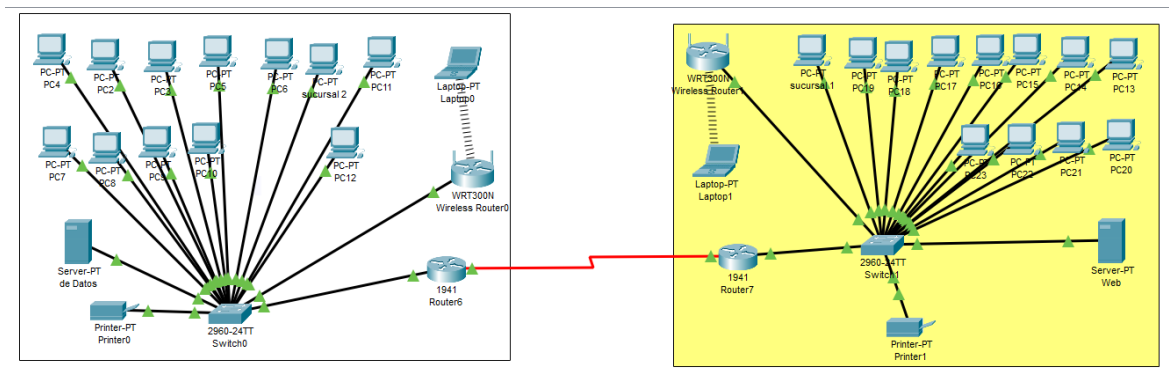 PC-PT
PC4
PC-PT
PC2
PC-PT
PC3
PC-PT
PC5
PC-PT
PC6
PC-PT
sucursal 2
PC-PT
PC11
Laptop-PT
Laptop0
PC-PT
PC7
PC-PT
PC8
PC-PT
PC9
PC-PT
PC10
PC-PT
PC12
WRT300N
Wireless Router0
Server-PT
de Datos
Printer-PT
Printer0
2960-24TT
Switch0
1941
Router6
WRT300N
Wireless Router1
PC-PT
sucursal.1
PC-PT
PC19
PC-PT
PC18
PC-PT
PC17
PC-PT
PC16
PC-PT
PC15
PC-PT
PC14
PC-PT
PC13
Laptop-PT
Laptop1
PC-PT
PC23
PC-PT
PC22
PC-PT
PC21
PC-PT
PC20
1941
Router7
2960-24TT
Switch1
Server-PT
Web
Printer-PT
Printer1